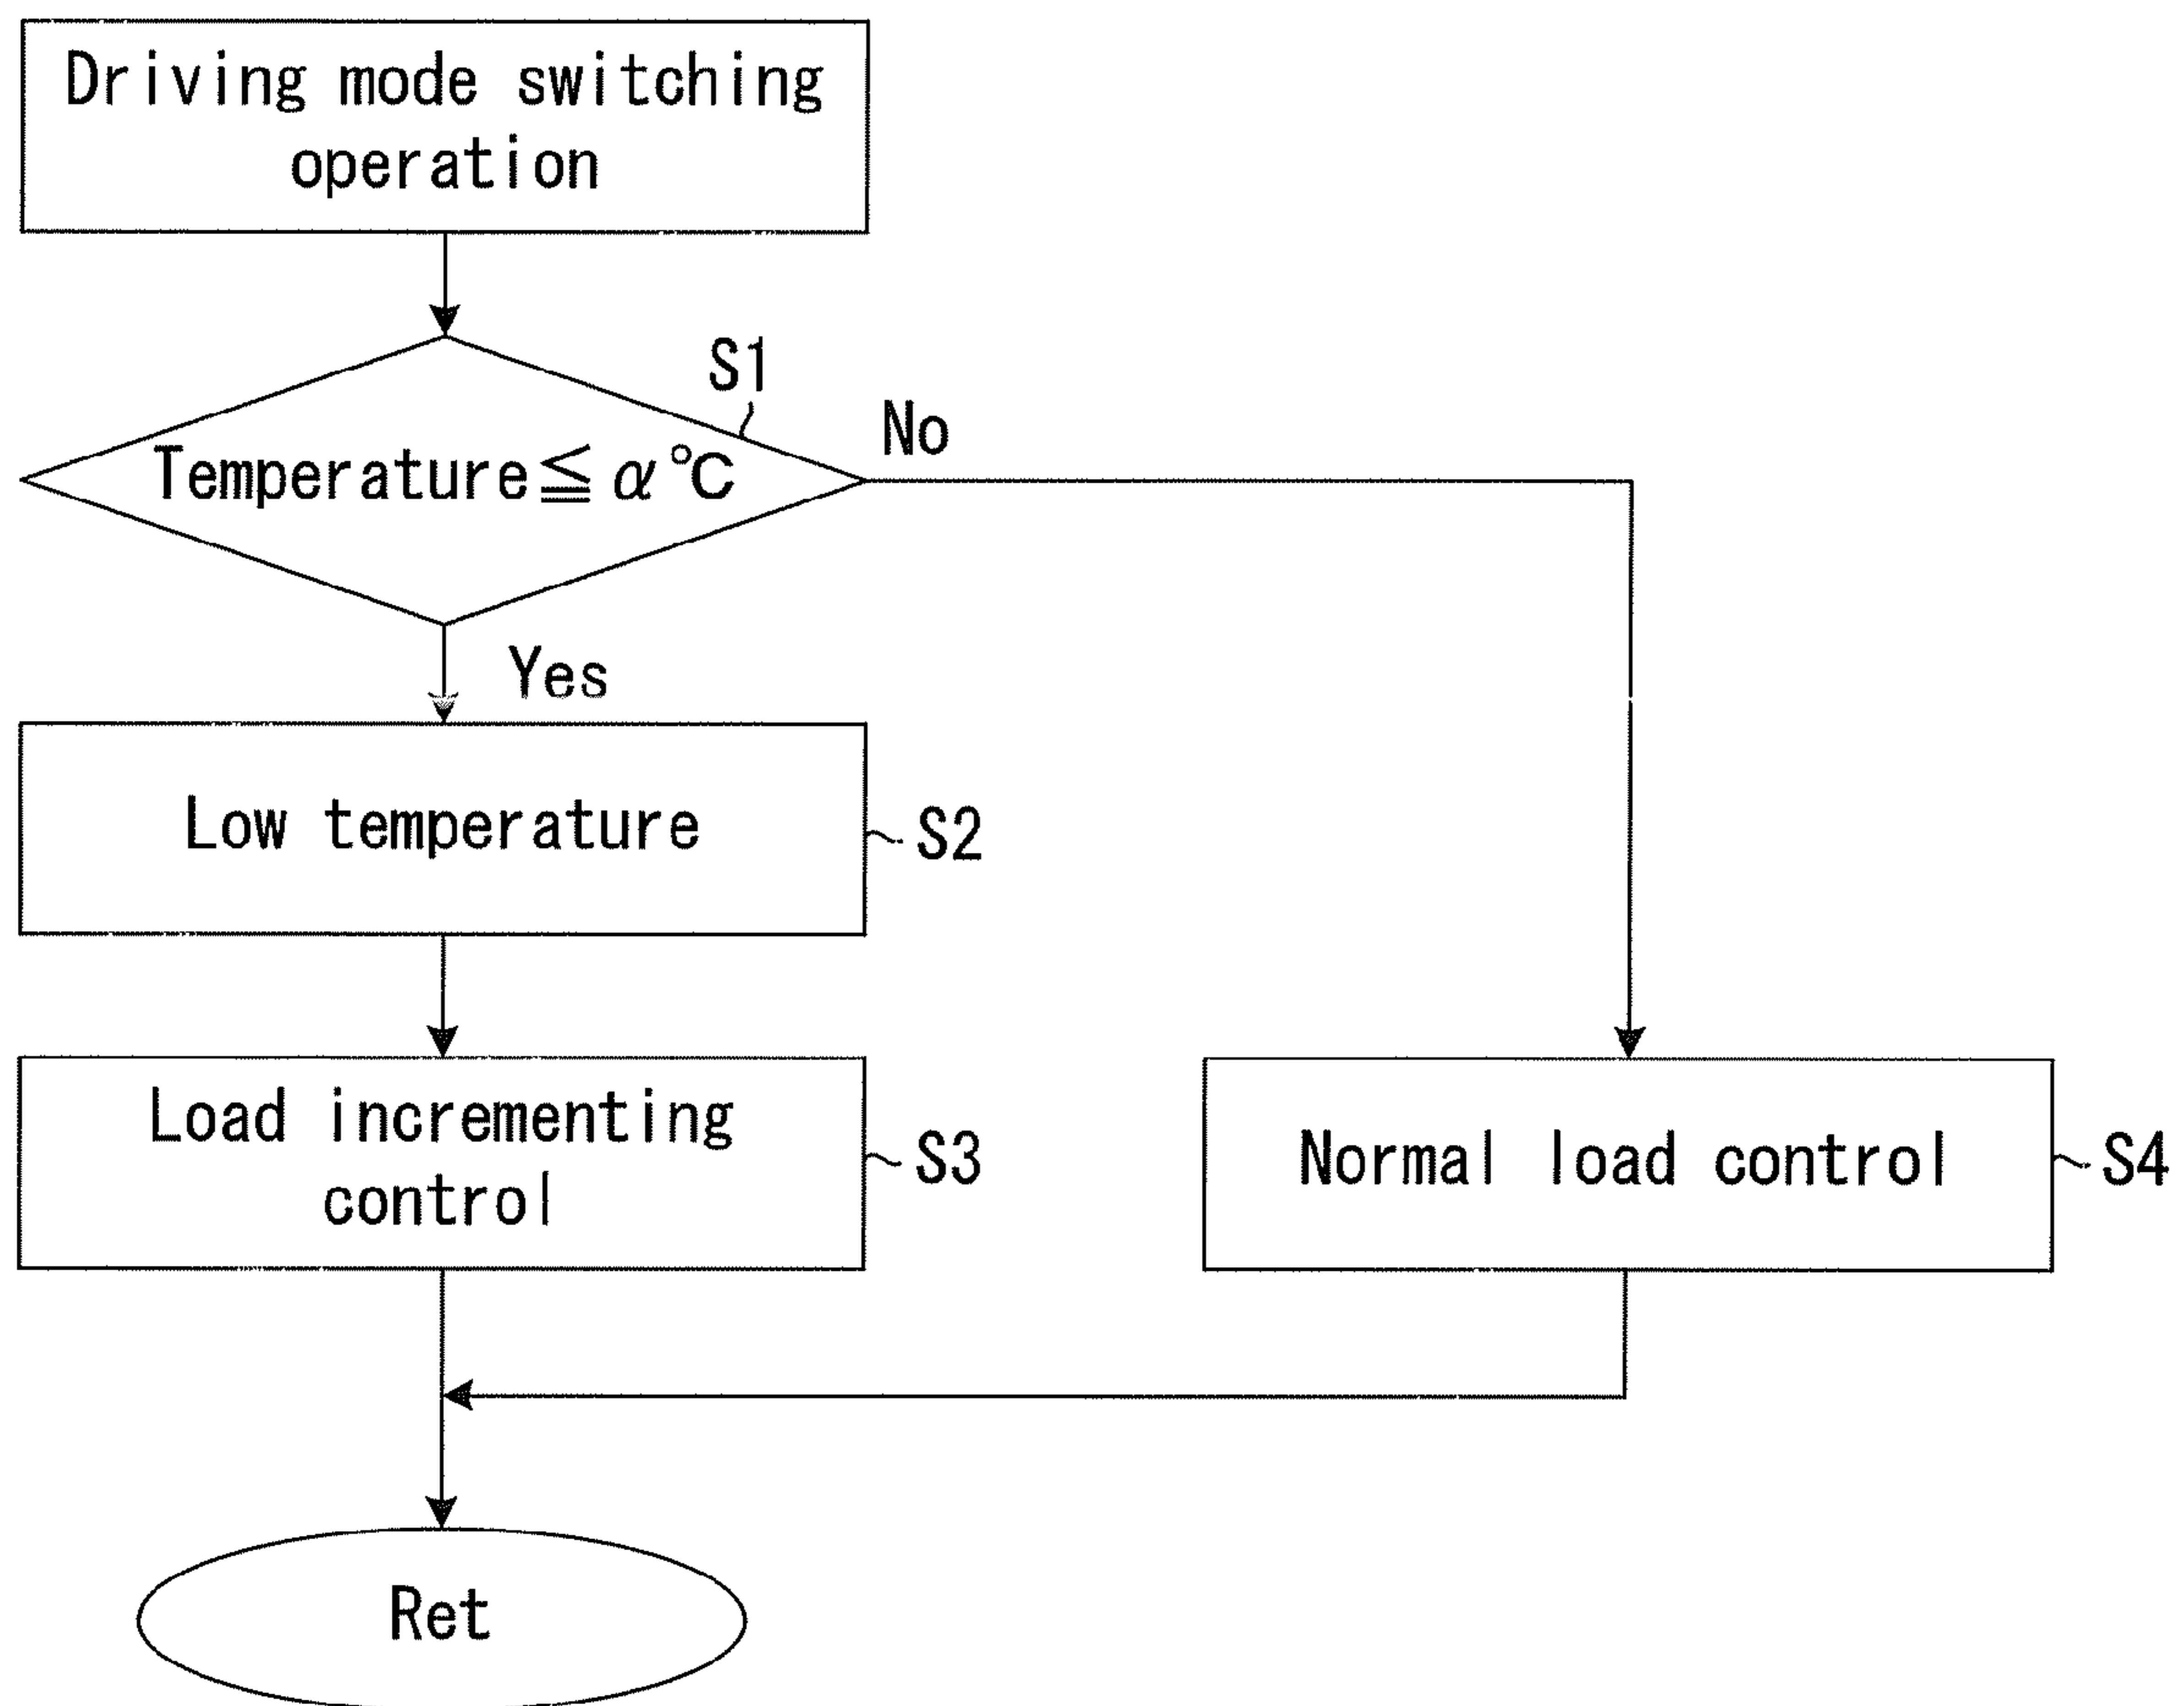 Driving mode switching
operation
S1
No
Temperature≦α℃
Yes
Low temperature
S2
Load incrementing
control
S3
Normal load control
S4
Ret